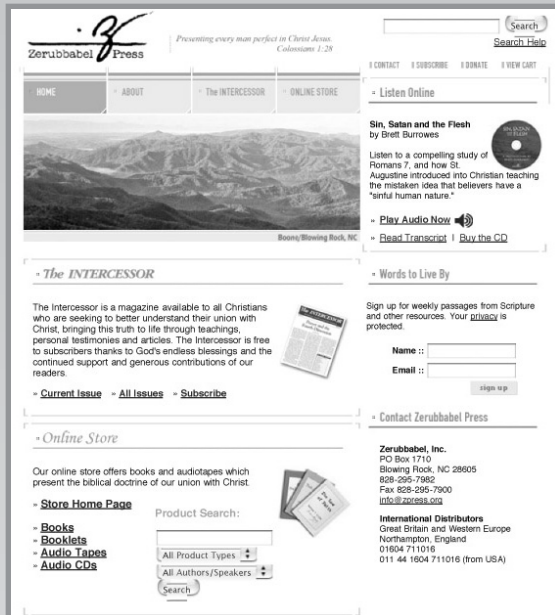 Zerubbabel Press
Presenting every man perfect in Christ Jesus.
Colossians 1:28
Search
Search Help
CONTACT
SUBSCRIBE
DONATE
VIEW CART
HOME
ABOUT
The INTERCESSOR
ONLINE STORE
Boone/Blowing Rock, NC
The INTERCESSOR
The Intercessor is a magazine available to all Christians
who are seeking to better understand their union with
Christ, bringing this truth to life through teachings,
personal testimonies and articles. The Intercessor is free
to subscribers thanks to God's endless blessings and the
continued support and generous contributions of our
readers.
» Current Issue » All Issues » Subscribe
The INTERCESSOR
Online Store
Our online store offers books and audiotapes which
present the biblical doctrine of our union with Christ.
» Store Home Page
» Books
» Booklets
» Audio Tapes
» Audio CDs
Product Search:
All Product Types
All Authors/Speakers
Search
Listen Online
Sin, Satan and the Flesh
by Brett Burrowes
SIN, SATAN
Listen to a compelling study of
Romans 7, and how St.
Augustine introduced into Christian teaching
the mistaken idea that believers have a
"sinful human nature."
» Play Audio Now
» Read Transcript | Buy the CD
Words to Live By
Sign up for weekly passages from Scripture
and other resources. Your privacy is
protected.
Name ::
Email ::
sign up
Contact Zerubbabel Press
Zerubbabel, Inc.
PO Box 1710
Blowing Rock, NC 28605
828-295-7982
Fax 828-295-7900
info@zpress.org
International Distributors
Great Britain and Western Europe
Northampton, England
01604 711016
011 44 1604 711016 (from USA)